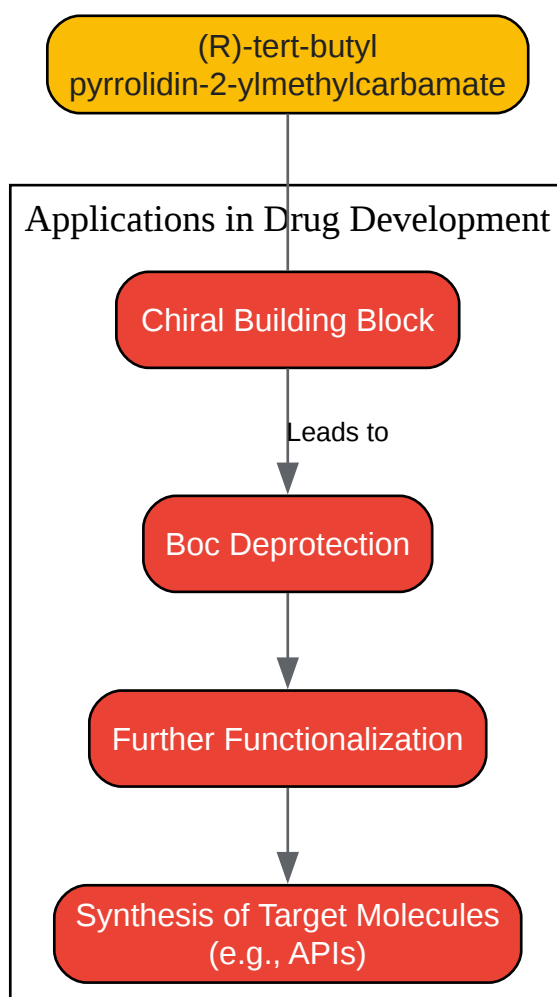 (R)-tert-butyl
pyrrolidin-2-ylmethylcarbamate
Applications in Drug Development
Chiral Building Block
Leads to
Boc Deprotection
Further Functionalization
Synthesis of Target Molecules
(e.g., APIs)